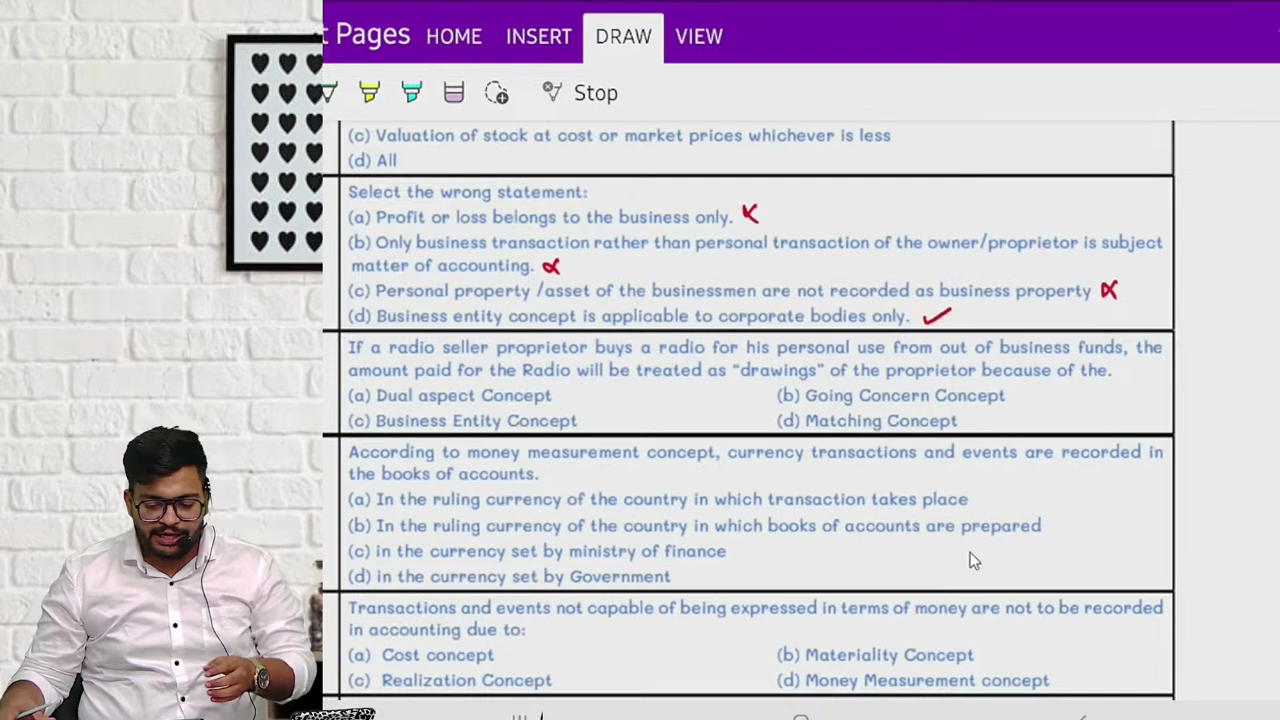 t Pages HOME INSERT DRAW VIEW
Stop
(c) Valuation of stock at cost or market prices whichever is less
(d) All
Select the wrong statement:
(a) Profit or loss belongs to the business only.
(b) Only business transaction rather than personal transaction of the owner/proprietor is subject
matter of accounting.
(c) Personal property /asset of the businessmen are not recorded as business property
(d) Business entity concept is applicable to corporate bodies only.
If a radio seller proprietor buys a radio for his personal use from out of business funds, the
amount paid for the Radio will be treated as “drawings” of the proprietor because of the.
(a) Dual aspect Concept (b) Going Concern Concept
(c) Business Entity Concept (d) Matching Concept
According to money measurement concept, currency transactions and events are recorded in
the books of accounts.
(a) In the ruling currency of the country in which transaction takes place
(b) In the ruling currency of the country in which books of accounts are prepared
(c) in the currency set by ministry of finance
(d) in the currency set by Government
Transactions and events not capable of being expressed in terms of money are not to be recorded
in accounting due to:
(a) Cost concept (b) Materiality Concept
(c) Realization Concept (d) Money Measurement concept